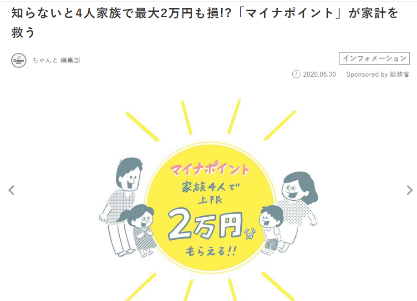 知らないと4人家族で最大2万円も損!?「マイナポイント」が家計を
救う
ちゃんと編集部
インフォメーション
2020.06.30 Sponsored by 総務省
マイナポイント
家族4人で
上限
2万円分
もらえる!!